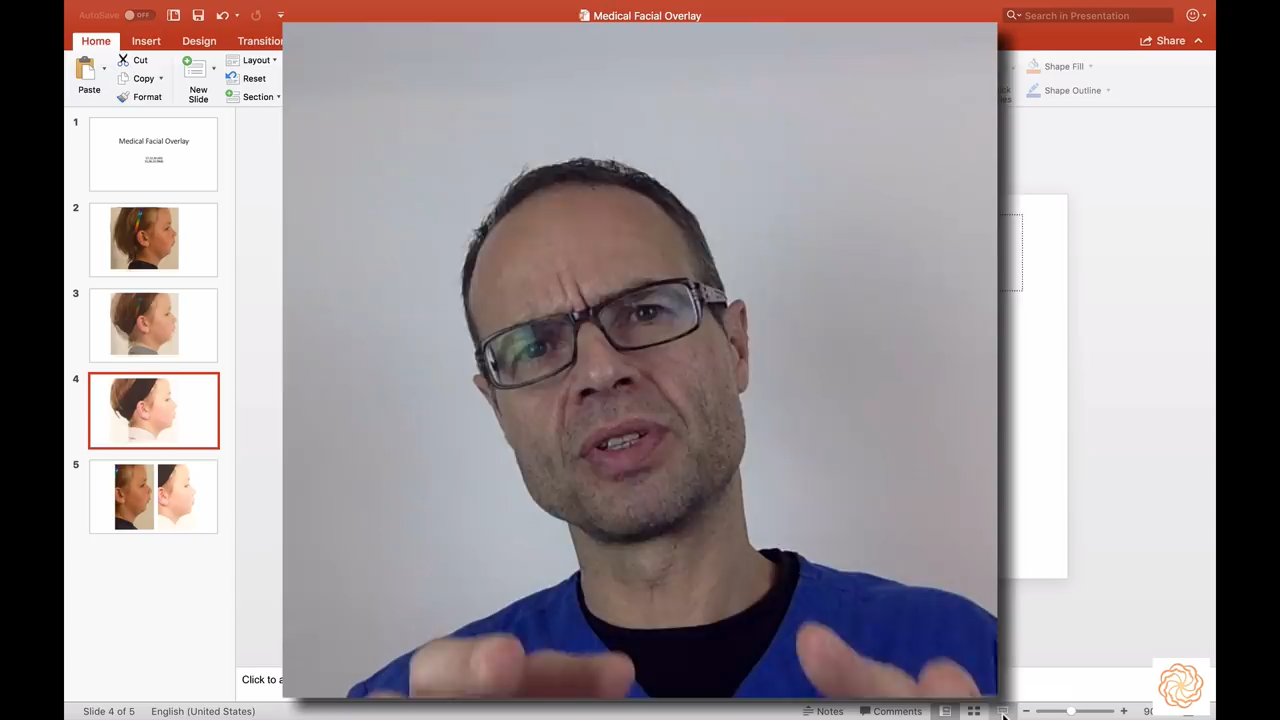 AutoSave OFF
Medical Facial Overlay
Search in Presentation
Home Insert Design Transition
Share
Paste
Cut
Copy
Format
New
Slide
Layout
Reset
Section
Shape Fill
Shape Outline
1
Medical Facial Overlay
2
3
4
5
Click to a
Slide 4 of 5 English (United States)
Notes Comments